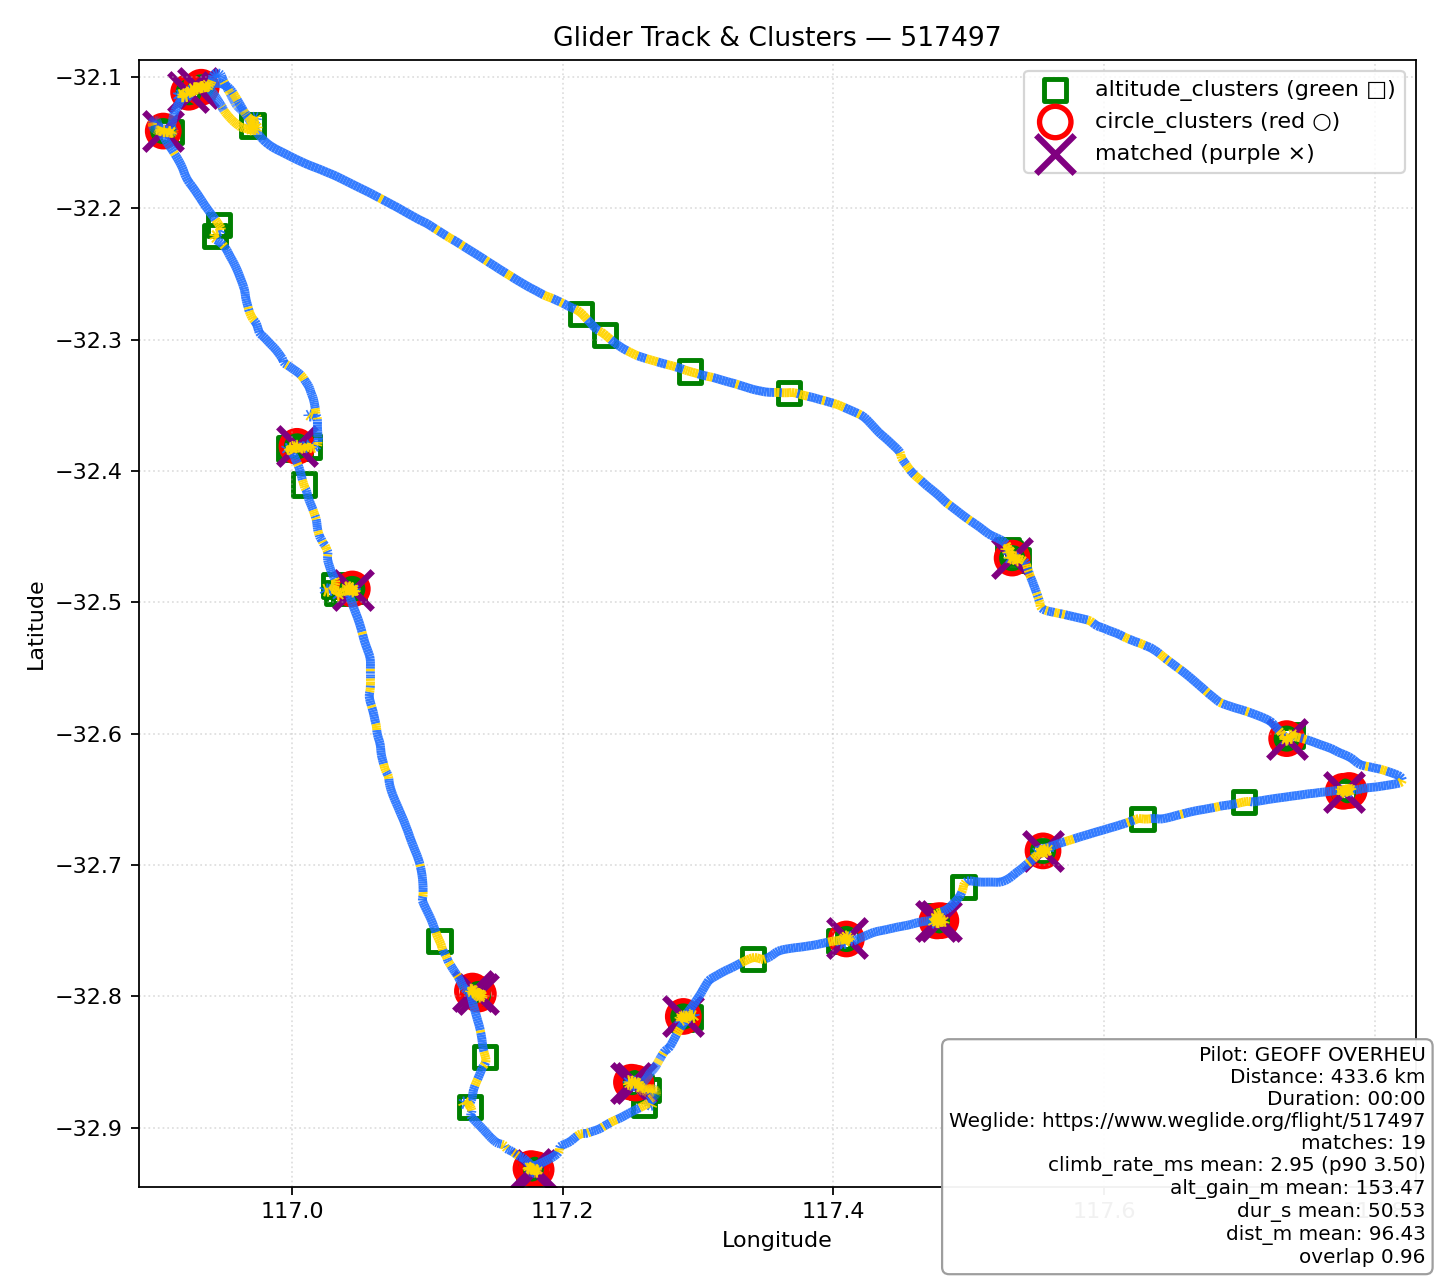 Glider Track & Clusters — 517497
altitude_clusters (green □)
circle_clusters (red ○)
matched (purple ×)
−32.1
−32.2
−32.3
−32.4
−32.5
−32.6
−32.7
−32.8
−32.9
Latitude
117.0
117.2
117.4
117.6
Longitude
Pilot: GEOFF OVERHEU
Distance: 433.6 km
Duration: 00:00
Weglide: https://www.weglide.org/flight/517497
matches: 19
climb_rate_ms mean: 2.95 (p90 3.50)
alt_gain_m mean: 153.47
dur_s mean: 50.53
dist_m mean: 96.43
overlap 0.96